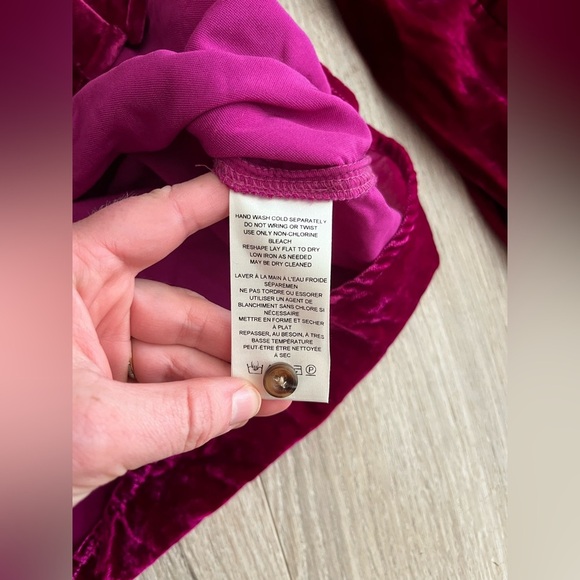 HAND WASH COLD SEPARATELY
DO NOT WRING OR TWIST
USE ONLY NON-CHLORINE
BLEACH
RESHAPE LAY FLAT TO DRY
LOW IRON AS NEEDED
MAY BE DRY CLEANED
LAVER À LA MAIN A L'EAU FROIDE
SÉPARÉMEN
NE PAS TORDRE DU ESSORER
UTILISER UN AGENT DE
BLANCHIMENT SANS CHLORE SI
NÉCESSAIRE
METTRE EN FORME ET SÉCHER
À PLAT
REPASSER, AU BESOIN, À TRÈS
BASSE TEMPÉRATURE
PEUT-ÉTRE ÊTRE NETTOYÉE
À SEC